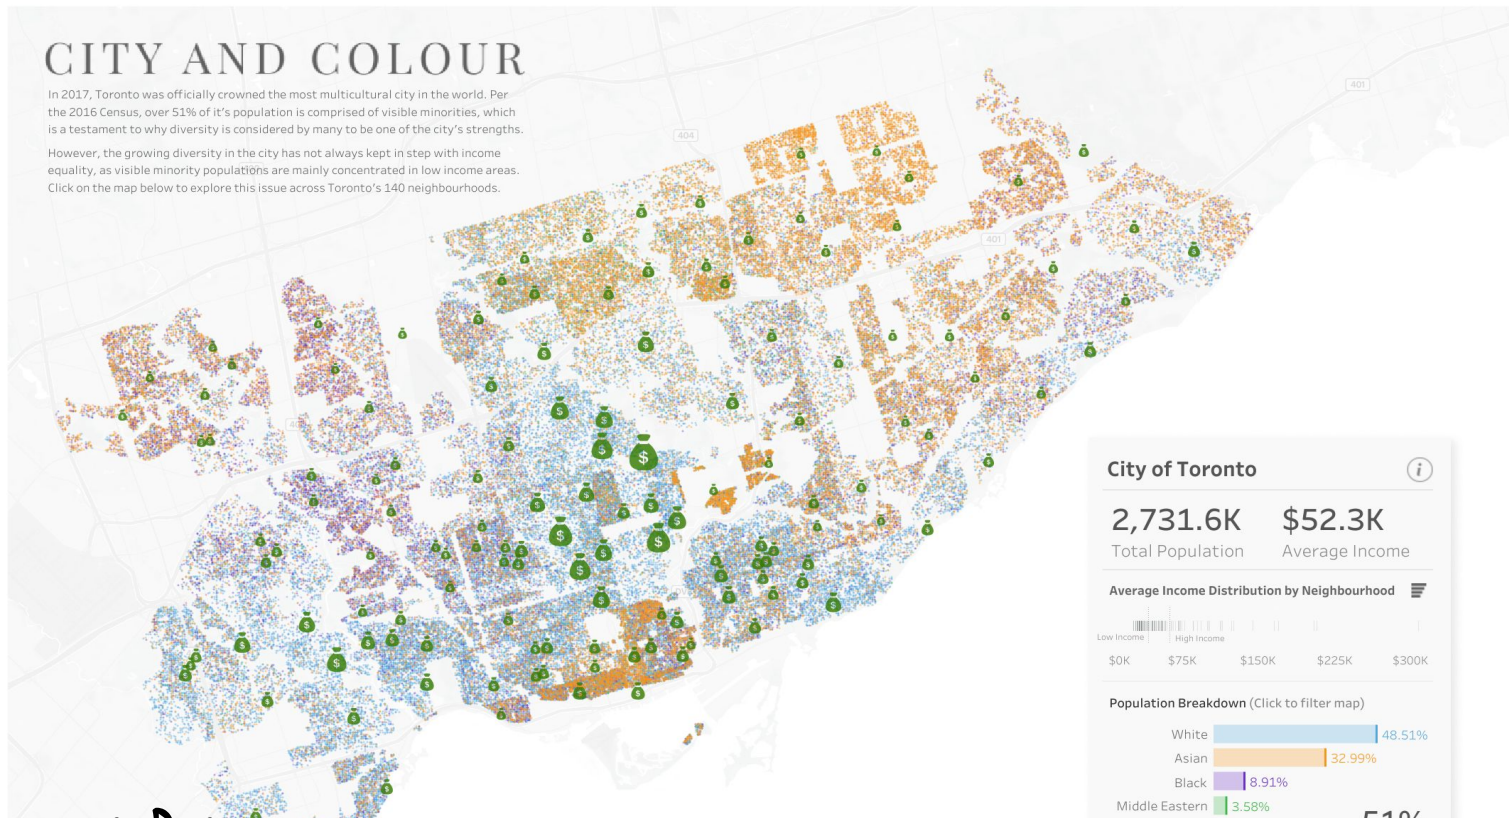 CITY AND COLOUR
In 2017, Toronto was officially crowned the most multicultural city in the world. Per
the 2016 Census, over 51% of it's population is comprised of visible minorities, which
is a testament to why diversity is considered by many to be one of the city's strengths.
However, the growing diversity in the city has not always kept in step with income
equality, as visible minority populations are mainly concentrated in low income areas.
Click on the map below to explore this issue across Toronto's 140 neighbourhoods.
401
404
401
City of Toronto
i
2,731.6K $52.3K
Total Population Average Income
Average Income Distribution by Neighbourhood
Low Income High Income
$0K $75K $150K $225K $300K
Population Breakdown (Click to filter map)
White 48.51%
Asian 32.99%
Black 8.91%
Middle Eastern 3.58%
51%